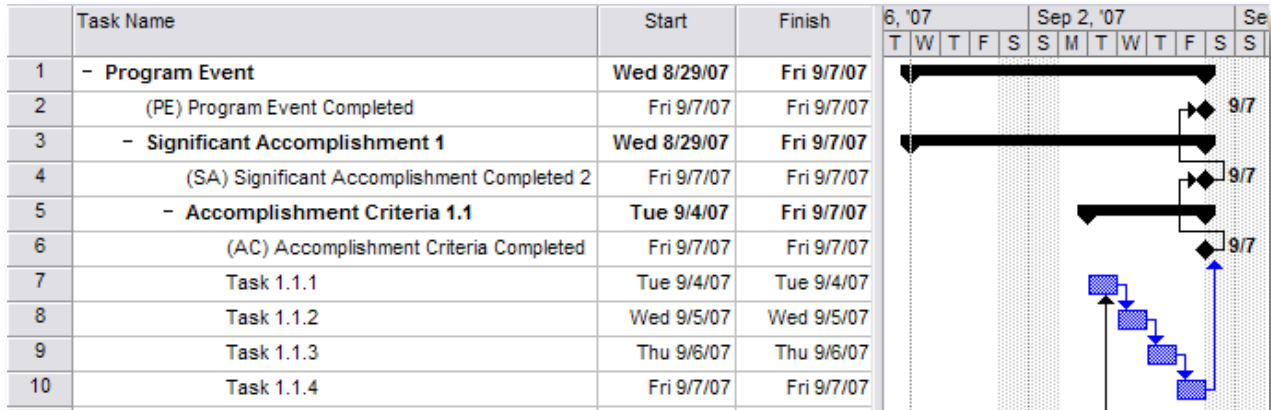 Task Name Start Finish 6, '07 Sep 2, '07 Se
T W T F S S M T W T F S S
1 − Program Event Wed 8/29/07 Fri 9/7/07
2 (PE) Program Event Completed Fri 9/7/07 Fri 9/7/07 9/7
3 − Significant Accomplishment 1 Wed 8/29/07 Fri 9/7/07
4 (SA) Significant Accomplishment Completed 2 Fri 9/7/07 Fri 9/7/07 9/7
5 − Accomplishment Criteria 1.1 Tue 9/4/07 Fri 9/7/07
6 (AC) Accomplishment Criteria Completed Fri 9/7/07 Fri 9/7/07 9/7
7 Task 1.1.1 Tue 9/4/07 Tue 9/4/07
8 Task 1.1.2 Wed 9/5/07 Wed 9/5/07
9 Task 1.1.3 Thu 9/6/07 Thu 9/6/07
10 Task 1.1.4 Fri 9/7/07 Fri 9/7/07